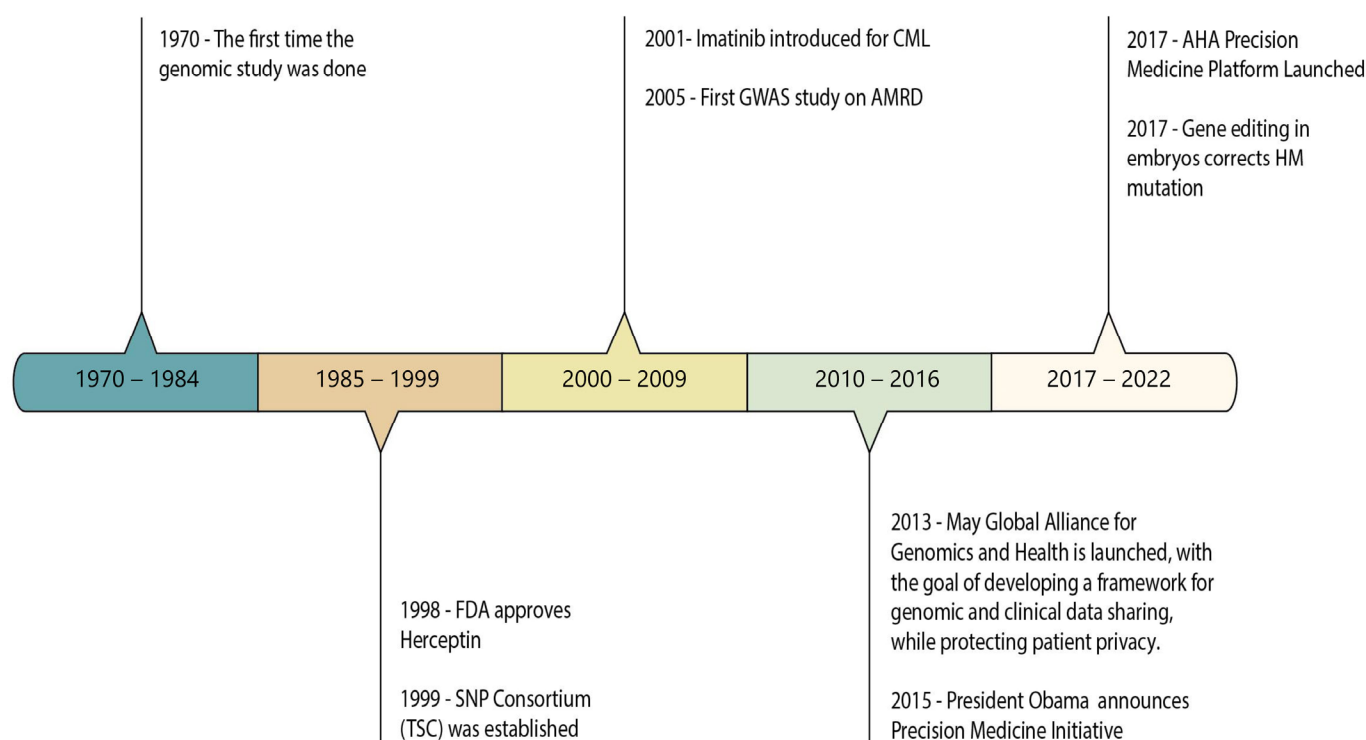 1970 - The first time the
genomic study was done
2001- Imatinib introduced for CML
2005 - First GWAS study on AMRD
2017 - AHA Precision
Medicine Platform Launched
2017 - Gene editing in
embryos corrects HM
mutation
1970 – 1984
1985 – 1999
2000 – 2009
2010 – 2016
2017 – 2022
1998 - FDA approves
Herceptin
1999 - SNP Consortium
(TSC) was established
2013 - May Global Alliance for
Genomics and Health is launched, with
the goal of developing a framework for
genomic and clinical data sharing,
while protecting patient privacy.
2015 - President Obama announces
Precision Medicine Initiative